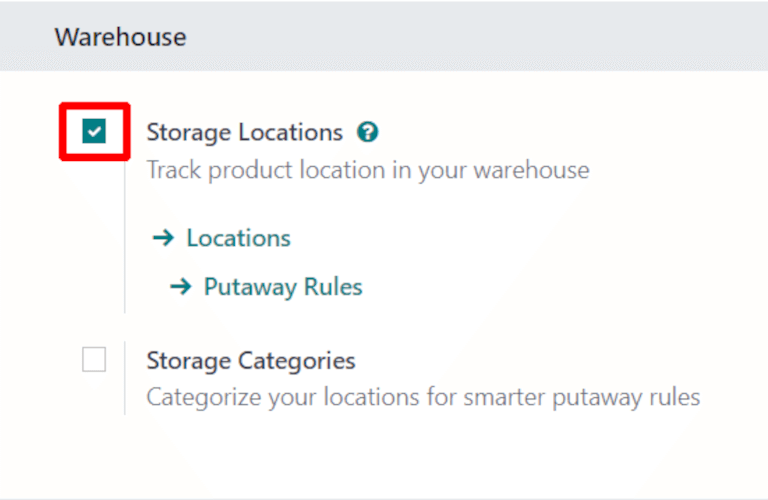 Warehouse
Storage Locations ?
Track product location in your warehouse
→ Locations
→ Putaway Rules
Storage Categories
Categorize your locations for smarter putaway rules